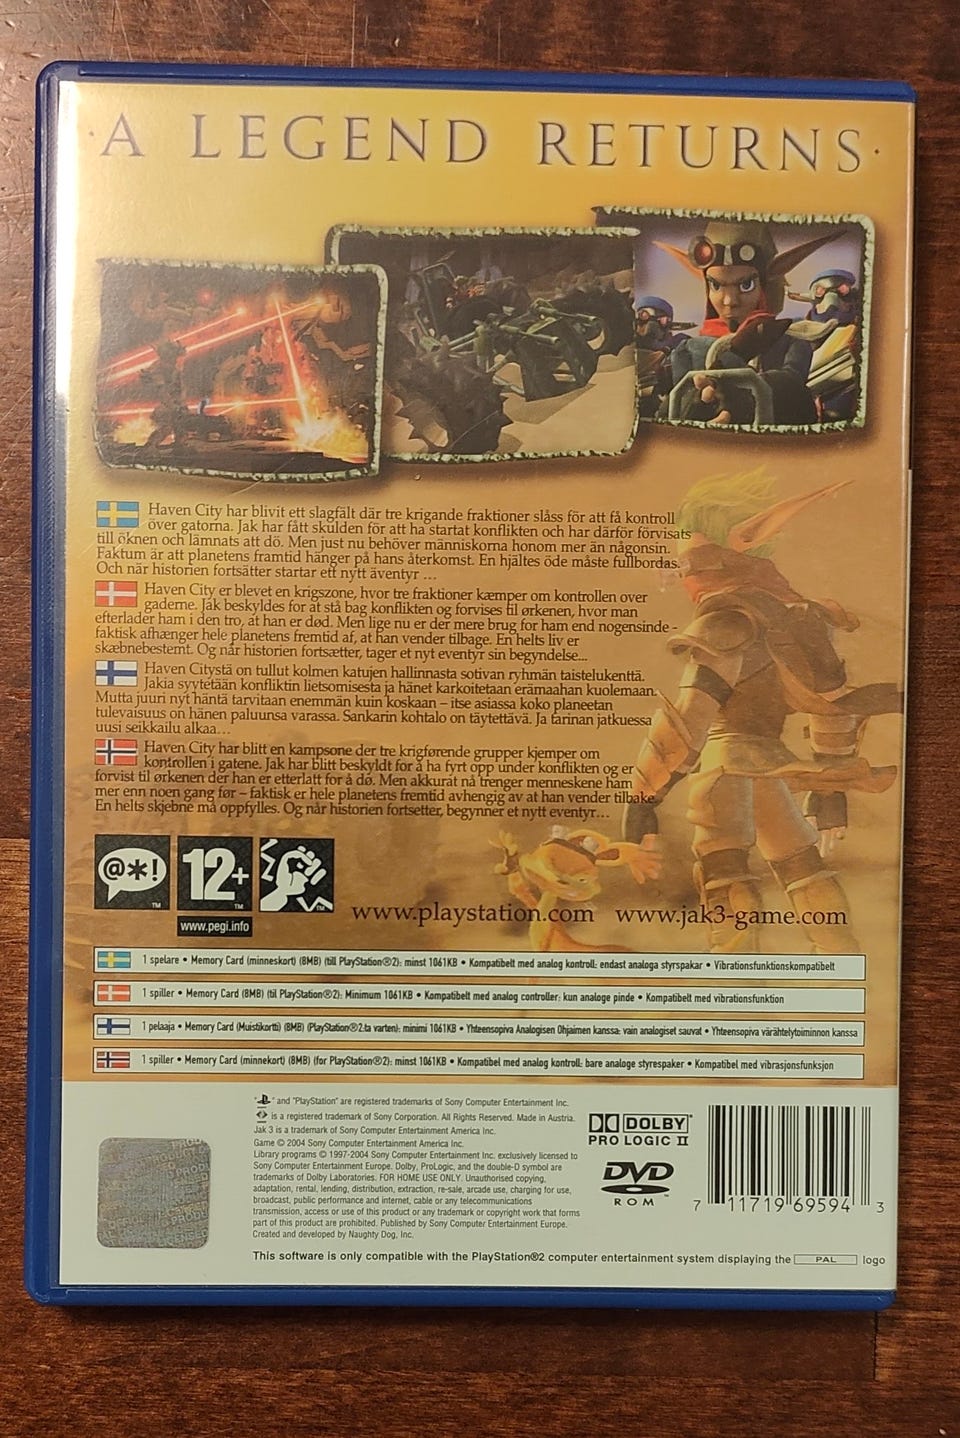 · A LEGEND RETURNS ·
Haven City har blivit ett slagfält där tre krigande fraktioner slåss för att få kontroll
över gatorna. Jak har fått skulden för att ha startat konflikten och har därför förvisats
till öknen och lämnats att dö. Men just nu behöver människorna honom mer än någonsin.
Faktum är att planetens framtid hänger på hans återkomst. En hjältes öde måste fullbordas.
Och när historien fortsätter startar ett nytt äventyr ...
Haven City er blevet en krigszone, hvor tre fraktioner kæmper om kontrollen over
gaderne. Jak beskyldes for at stå bag konflikten og forvises til ørkenen, hvor man
efterlader ham i den tro, at han er død. Men lige nu er der mere brug for ham end nogensinde -
faktisk afhænger hele planetens fremtid af, at han vender tilbage. En helts liv er
skæbnebestemt. Og når historien fortsætter, tager et nyt eventyr sin begyndelse...
Haven Citystä on tullut kolmen katujen hallinnasta sotivan ryhmän taistelukenttä.
Jakia syytetään konfliktin lietsomisesta ja hänet karkoitetaan erämaahan kuolemaan.
Mutta juuri nyt häntä tarvitaan enemmän kuin koskaan – itse asiassa koko planeetan
tulevaisuus on hänen paluunsa varassa. Sankarin kohtalo on täytettävä. Ja tarinan jatkuessa
uusi seikkailu alkaa...
Haven City har blitt en kampsone der tre krigførende grupper kjemper om
kontrollen i gatene. Jak har blitt beskyldt for å ha fyrt opp under konflikten og er
forvist til ørkenen der han er etterlatt for å dø. Men akkurat nå trenger menneskene ham
mer enn noen gang før – faktisk er hele planetens fremtid avhengig av at han vender tilbake.
En helts skjebne må oppfylles. Og når historien fortsetter, begynner et nytt eventyr...
@*!
12+
www.pegi.info
www.playstation.com www.jak3-game.com
1 spelare • Memory Card (minneskort) (8MB) (till PlayStation®2): minst 1061KB • Kompatibelt med analog kontroll: endast analoga styrspakar • Vibrationsfunktionskompatibelt
1 spiller • Memory Card (8MB) (til PlayStation®2): Minimum 1061KB • Kompatibelt med analog controller: kun analoge pinde • Kompatibelt med vibrationsfunktion
1 pelaaja • Memory Card (Muistikortti) (8MB) (PlayStation®2:ta varten): minimi 1061KB • Yhteensopiva Analogisen Ohjaimen kanssa: vain analogiset sauvat • Yhteensopiva värähtelytoiminnon kanssa
1 spiller • Memory Card (minnekort) (8MB) (for PlayStation®2): minst 1061KB • Kompatibel med analog kontroll: bare analoge styrespaker • Kompatibel med vibrasjonsfunksjon
" " and "PlayStation" are registered trademarks of Sony Computer Entertainment Inc.
is a registered trademark of Sony Corporation. All Rights Reserved. Made in Austria.
Jak 3 is a trademark of Sony Computer Entertainment America Inc.
Game © 2004 Sony Computer Entertainment America Inc.
Library programs © 1997-2004 Sony Computer Entertainment Inc. exclusively licensed to
Sony Computer Entertainment Europe. Dolby, ProLogic, and the double-D symbol are
trademarks of Dolby Laboratories. FOR HOME USE ONLY. Unauthorised copying,
adaptation, rental, lending, distribution, extraction, re-sale, arcade use, charging for use,
broadcast, public performance and internet, cable or any telecommunications
transmission, access or use of this product or any trademark or copyright work that forms
part of this product are prohibited. Published by Sony Computer Entertainment Europe.
Created and developed by Naughty Dog, Inc.
This software is only compatible with the PlayStation®2 computer entertainment system displaying the PAL logo
DOLBY
PRO LOGIC II
DVD
ROM
7 11719 69594 3